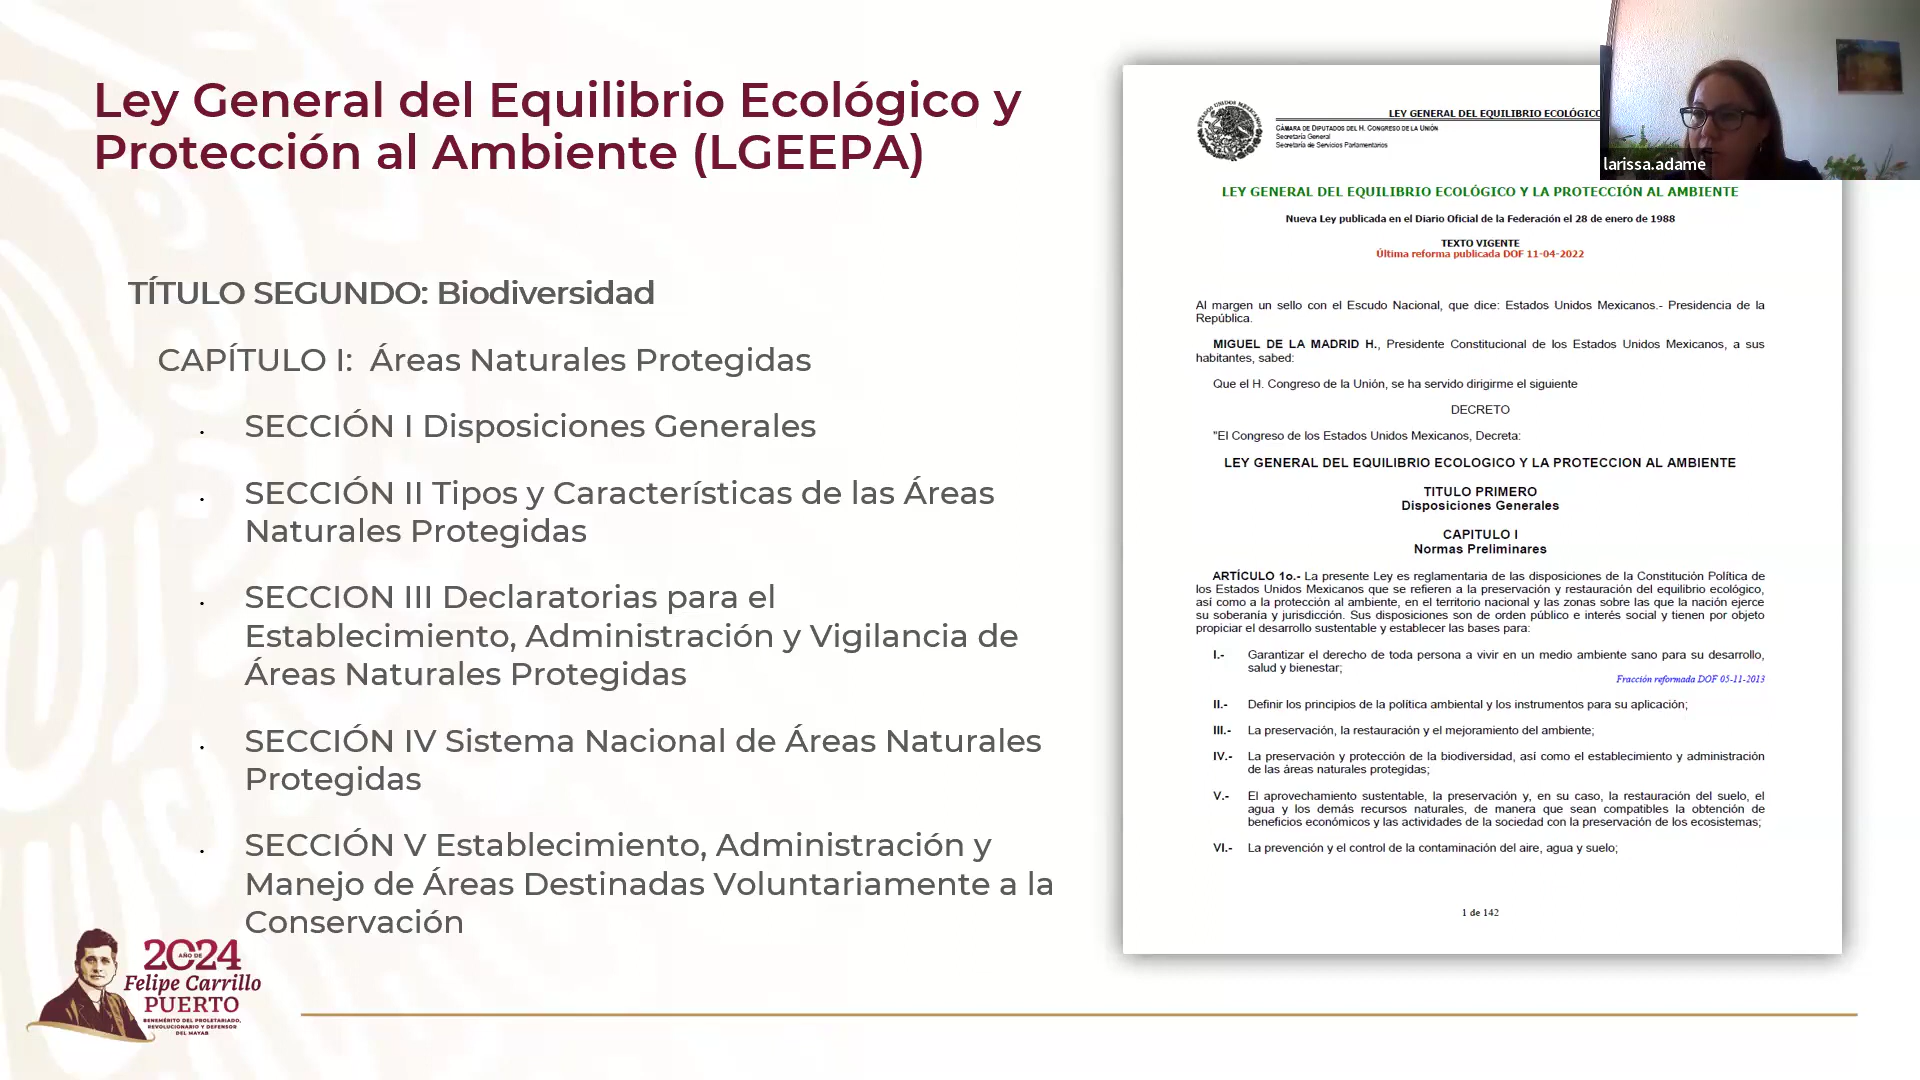 Ley General del Equilibrio Ecológico y
Protección al Ambiente (LGEEPA)
TÍTULO SEGUNDO: Biodiversidad
CAPÍTULO I: Áreas Naturales Protegidas
. SECCIÓN I Disposiciones Generales
. SECCIÓN II Tipos y Características de las Áreas
Naturales Protegidas
. SECCION III Declaratorias para el
Establecimiento, Administración y Vigilancia de
Áreas Naturales Protegidas
. SECCIÓN IV Sistema Nacional de Áreas Naturales
Protegidas
. SECCIÓN V Establecimiento, Administración y
Manejo de Áreas Destinadas Voluntariamente a la
Conservación
2024
AÑO DE
Felipe Carrillo
PUERTO
BENEMÉRITO DEL PROLETARIADO,
REVOLUCIONARIO Y DEFENSOR
DEL MAYAB
LEY GENERAL DEL EQUILIBRIO ECOLÓGICO
CÁMARA DE DIPUTADOS DEL H. CONGRESO DE LA UNIÓN
Secretaría General
Secretaría de Servicios Parlamentarios
larissa.adame
LEY GENERAL DEL EQUILIBRIO ECOLÓGICO Y LA PROTECCIÓN AL AMBIENTE
Nueva Ley publicada en el Diario Oficial de la Federación el 28 de enero de 1988
TEXTO VIGENTE
Última reforma publicada DOF 11-04-2022
Al margen un sello con el Escudo Nacional, que dice: Estados Unidos Mexicanos.- Presidencia de la
República.
MIGUEL DE LA MADRID H., Presidente Constitucional de los Estados Unidos Mexicanos, a sus
habitantes, sabed:
Que el H. Congreso de la Unión, se ha servido dirigirme el siguiente
DECRETO
"El Congreso de los Estados Unidos Mexicanos, Decreta:
LEY GENERAL DEL EQUILIBRIO ECOLOGICO Y LA PROTECCION AL AMBIENTE
TITULO PRIMERO
Disposiciones Generales
CAPITULO I
Normas Preliminares
ARTÍCULO 1o.- La presente Ley es reglamentaria de las disposiciones de la Constitución Política de
los Estados Unidos Mexicanos que se refieren a la preservación y restauración del equilibrio ecológico,
así como a la protección al ambiente, en el territorio nacional y las zonas sobre las que la nación ejerce
su soberanía y jurisdicción. Sus disposiciones son de orden público e interés social y tienen por objeto
propiciar el desarrollo sustentable y establecer las bases para:
I.- Garantizar el derecho de toda persona a vivir en un medio ambiente sano para su desarrollo,
salud y bienestar;
Fracción reformada DOF 05-11-2013
II.- Definir los principios de la política ambiental y los instrumentos para su aplicación;
III.- La preservación, la restauración y el mejoramiento del ambiente;
IV.- La preservación y protección de la biodiversidad, así como el establecimiento y administración
de las áreas naturales protegidas;
V.- El aprovechamiento sustentable, la preservación y, en su caso, la restauración del suelo, el
agua y los demás recursos naturales, de manera que sean compatibles la obtención de
beneficios económicos y las actividades de la sociedad con la preservación de los ecosistemas;
VI.- La prevención y el control de la contaminación del aire, agua y suelo;
1 de 142